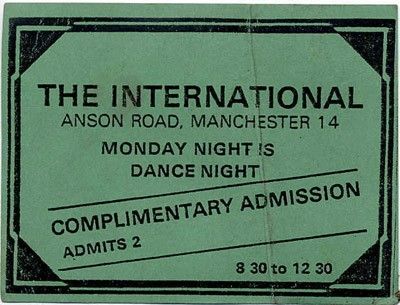 THE INTERNATIONAL
ANSON ROAD, MANCHESTER 14
MONDAY NIGHT IS
DANCE NIGHT
COMPLIMENTARY ADMISSION
ADMITS 2
8 30 to 12 30